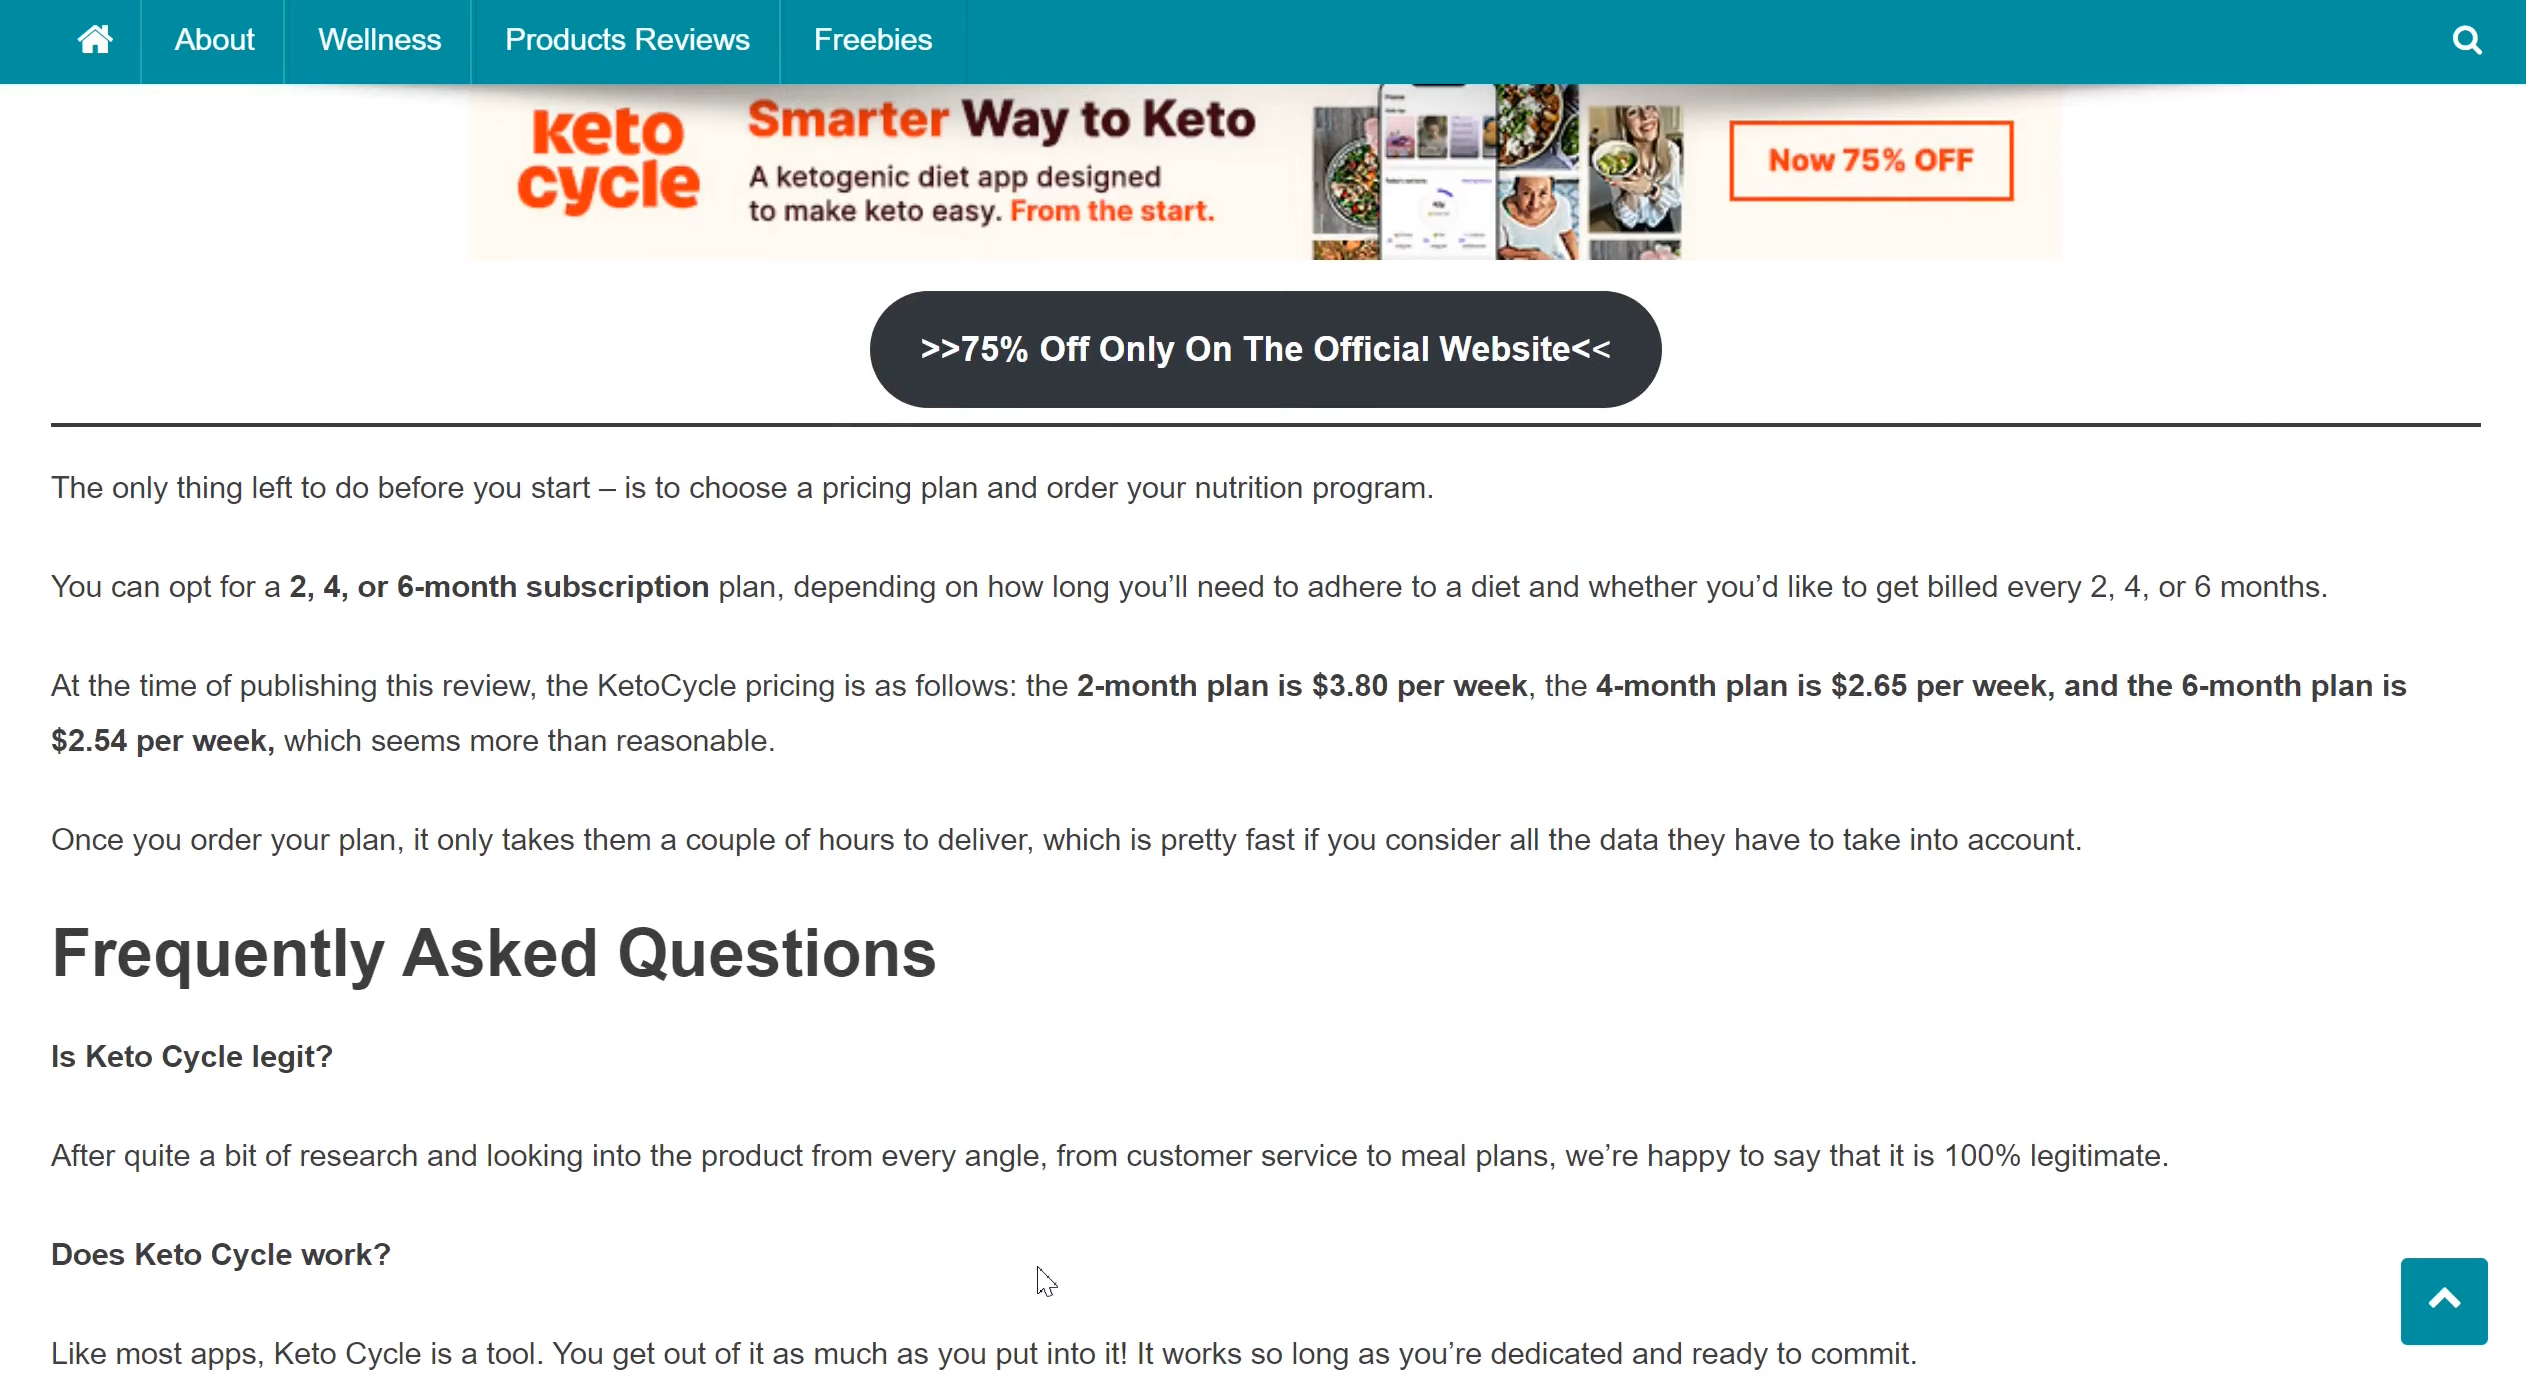 About Wellness Products Reviews Freebies
keto
cycle
Smarter Way to Keto
A ketogenic diet app designed
to make keto easy. From the start.
Now 75% OFF
>>75% Off Only On The Official Website<<
The only thing left to do before you start – is to choose a pricing plan and order your nutrition program.
You can opt for a 2, 4, or 6-month subscription plan, depending on how long you’ll need to adhere to a diet and whether you’d like to get billed every 2, 4, or 6 months.
At the time of publishing this review, the KetoCycle pricing is as follows: the 2-month plan is $3.80 per week, the 4-month plan is $2.65 per week, and the 6-month plan is
$2.54 per week, which seems more than reasonable.
Once you order your plan, it only takes them a couple of hours to deliver, which is pretty fast if you consider all the data they have to take into account.
Frequently Asked Questions
Is Keto Cycle legit?
After quite a bit of research and looking into the product from every angle, from customer service to meal plans, we’re happy to say that it is 100% legitimate.
Does Keto Cycle work?
Like most apps, Keto Cycle is a tool. You get out of it as much as you put into it! It works so long as you’re dedicated and ready to commit.